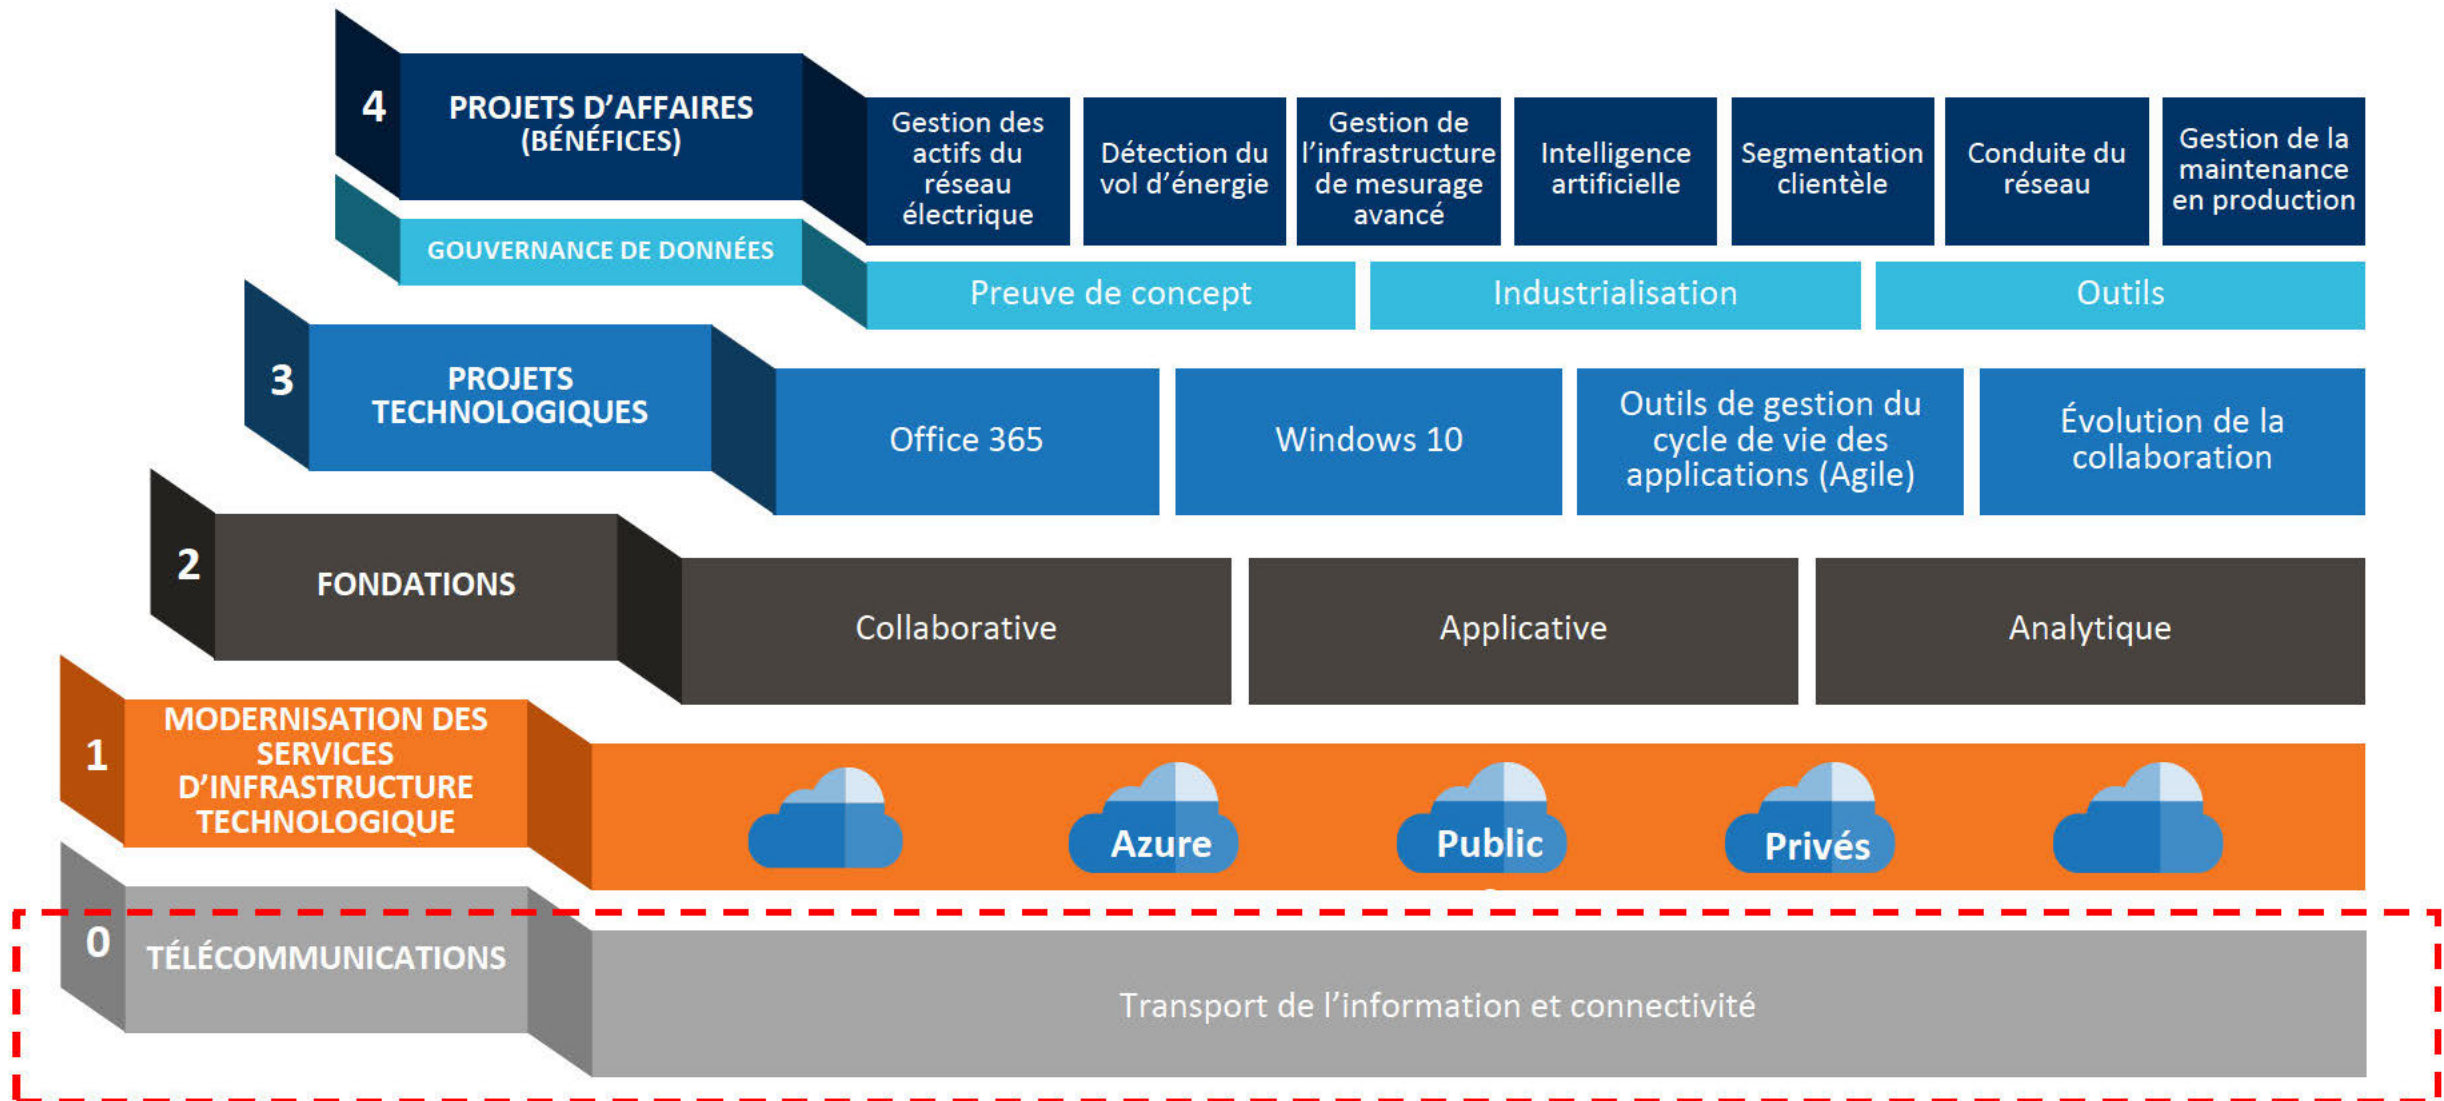 4
PROJETS D'AFFAIRES
(BÉNÉFICES)
Gestion des
actifs du
réseau
électrique
Détection du
vol d'énergie
Gestion de
l'infrastructure
de mesurage
avancé
Intelligence
artificielle
Segmentation
clientèle
Conduite du
réseau
Gestion de la
maintenance
en production
GOUVERNANCE DE DONNÉES
Preuve de concept
Industrialisation
Outils
3
PROJETS
TECHNOLOGIQUES
Office 365
Windows 10
Outils de gestion du
cycle de vie des
applications (Agile)
Évolution de la
collaboration
2
FONDATIONS
Collaborative
Applicative
Analytique
1
MODERNISATION DES
SERVICES
D'INFRASTRUCTURE
TECHNOLOGIQUE
Azure
Public
Privés
0
TÉLÉCOMMUNICATIONS
Transport de l'information et connectivité